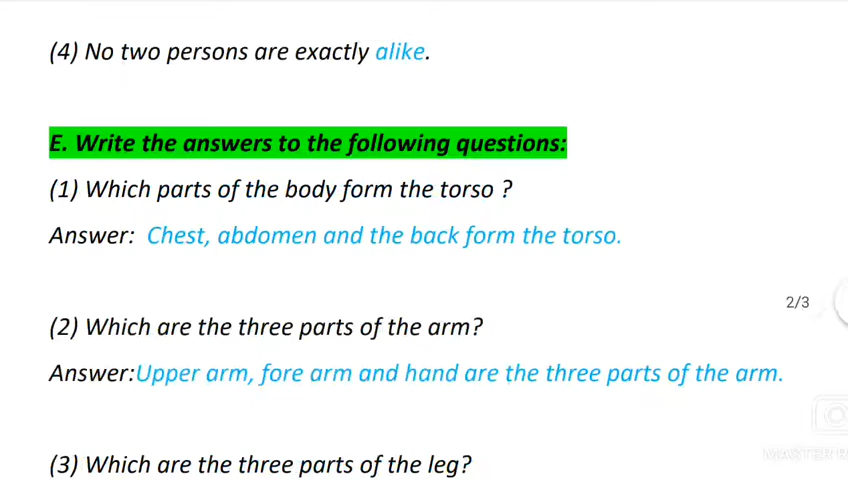 (4) No two persons are exactly alike.
E. Write the answers to the following questions:
(1) Which parts of the body form the torso ?
Answer: Chest, abdomen and the back form the torso.
2/3
(2) Which are the three parts of the arm?
Answer:Upper arm, fore arm and hand are the three parts of the arm.
MASTER
(3) Which are the three parts of the leg?